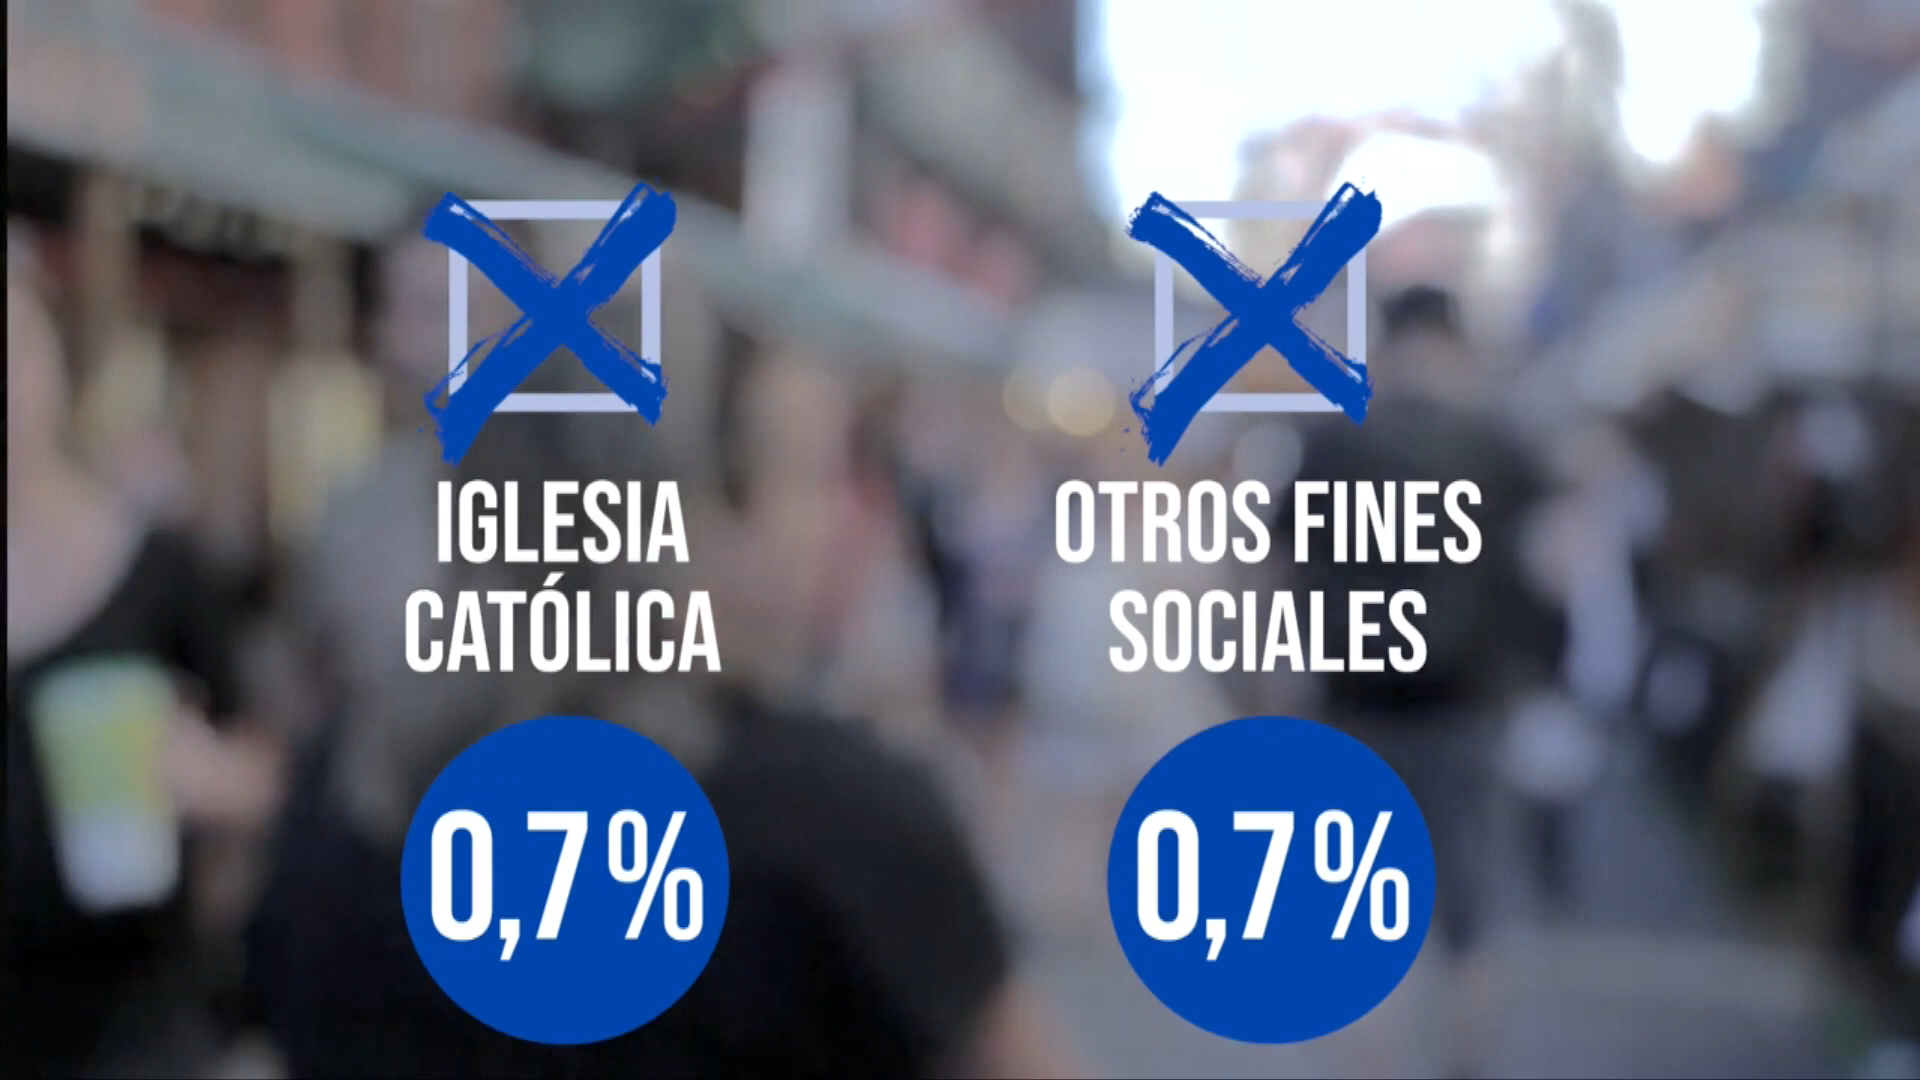 IGLESIA
CATÓLICA
0,7%
OTROS FINES
SOCIALES
0,7%